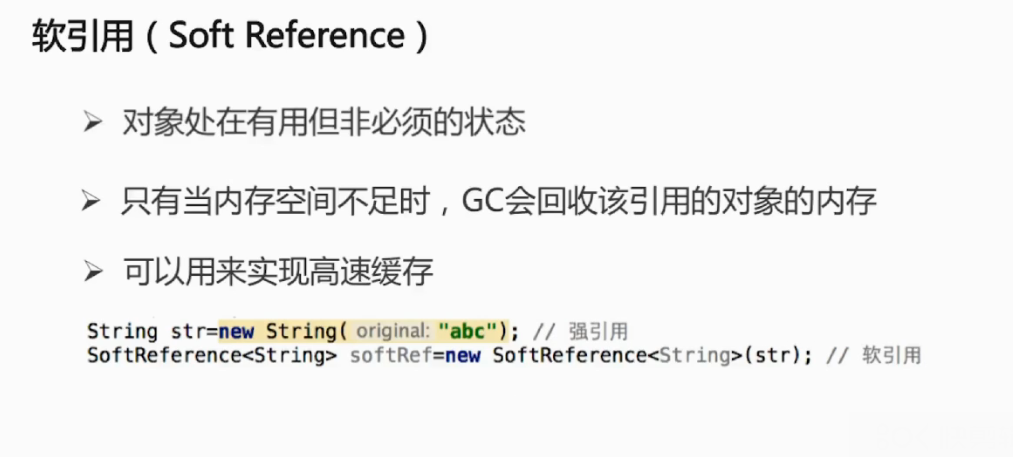 软引用（Soft Reference）
对象处在有用但非必须的状态
只有当内存空间不足时，GC会回收该引用的对象的内存
可以用来实现高速缓存
String str=new String( original: "abc"); // 强引用
SoftReference<String> softRef=new SoftReference<String>(str); // 软引用